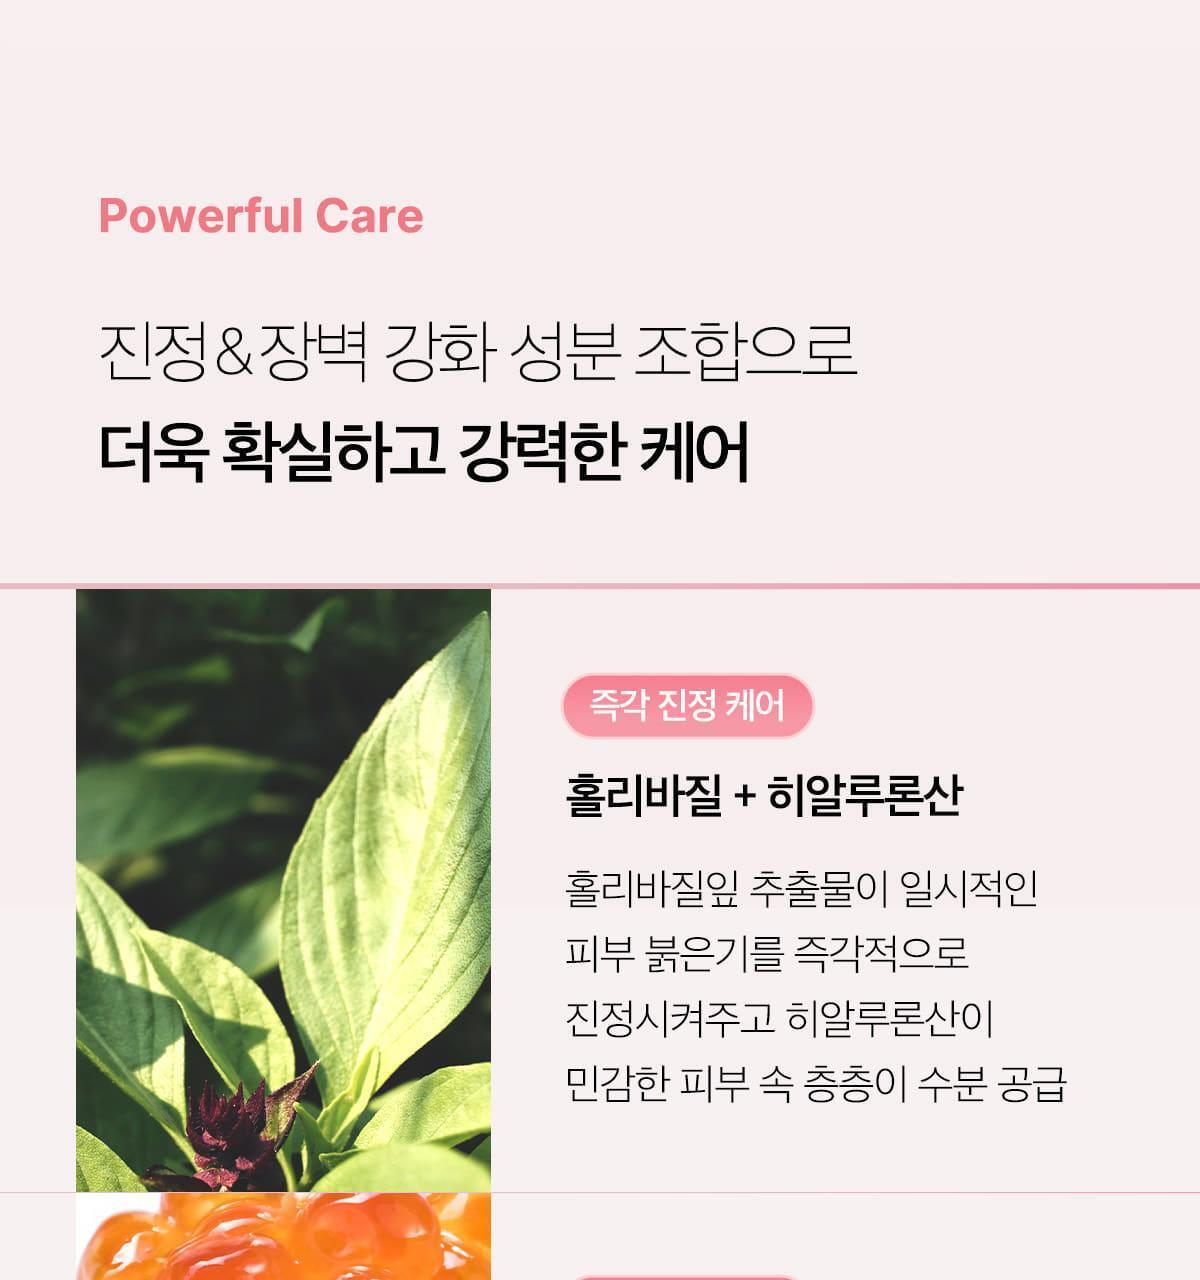 Powerful Care
진정&장벽 강화 성분 조합으로
더욱 확실하고 강력한 케어
즉각 진정 케어
홀리바질 + 히알루론산
홀리바질잎 추출물이 일시적인
피부 붉은기를 즉각적으로
진정시켜주고 히알루론산이
민감한 피부 속 층층이 수분 공급